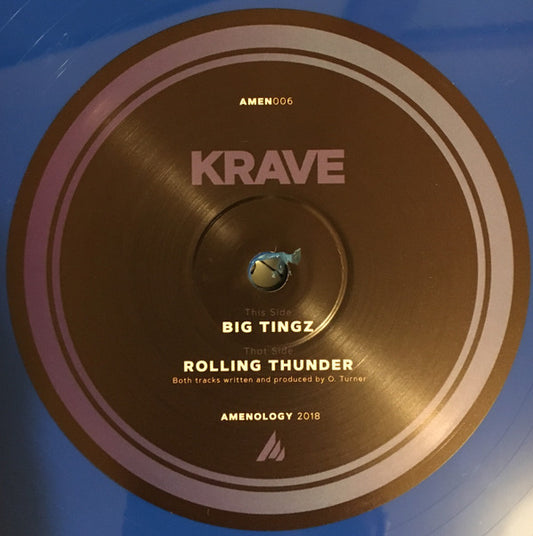 AMEN006
KRAVE
This Side
BIG TINGZ
That Side
ROLLING THUNDER
Both tracks written and produced by O. Turner
AMENOLOGY 2018